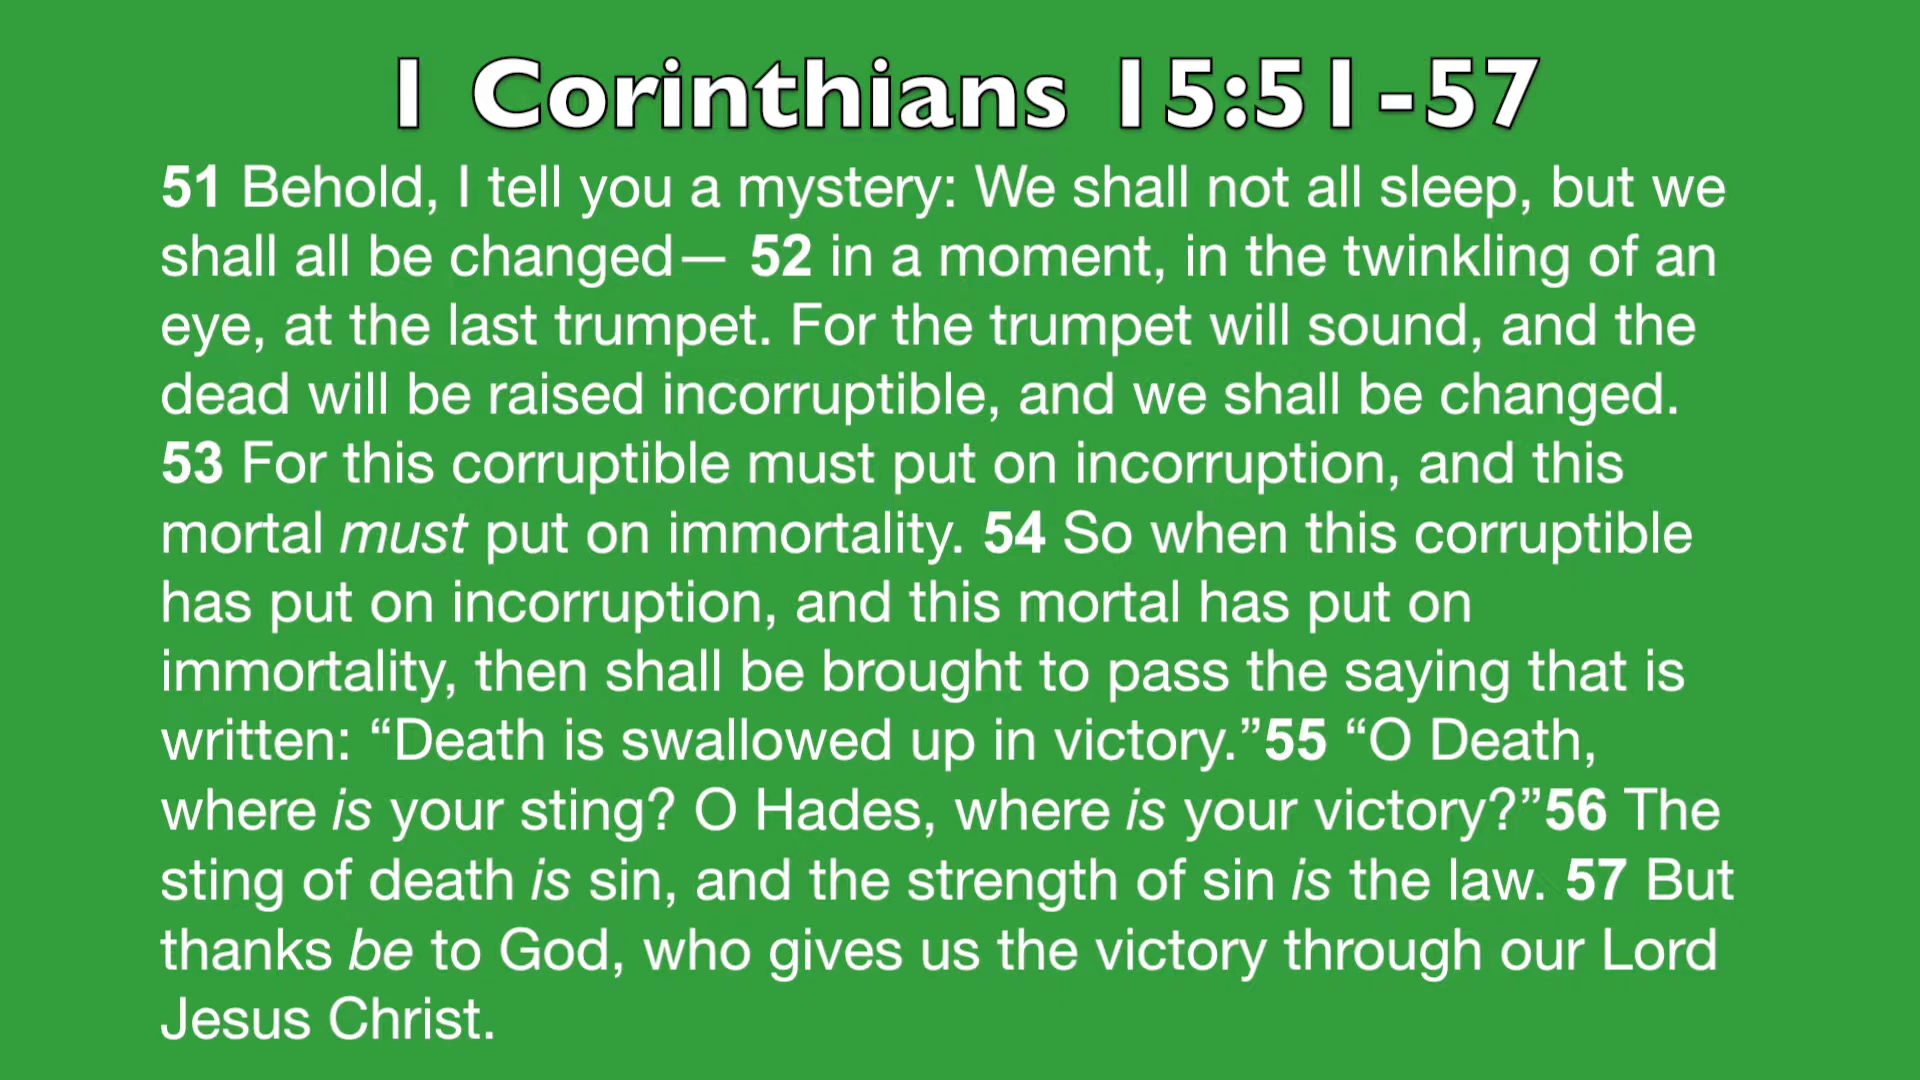 1 Corinthians 15:51-57
51 Behold, I tell you a mystery: We shall not all sleep, but we
shall all be changed— 52 in a moment, in the twinkling of an
eye, at the last trumpet. For the trumpet will sound, and the
dead will be raised incorruptible, and we shall be changed.
53 For this corruptible must put on incorruption, and this
mortal must put on immortality. 54 So when this corruptible
has put on incorruption, and this mortal has put on
immortality, then shall be brought to pass the saying that is
written: “Death is swallowed up in victory.”55 “O Death,
where is your sting? O Hades, where is your victory?”56 The
sting of death is sin, and the strength of sin is the law. 57 But
thanks be to God, who gives us the victory through our Lord
Jesus Christ.